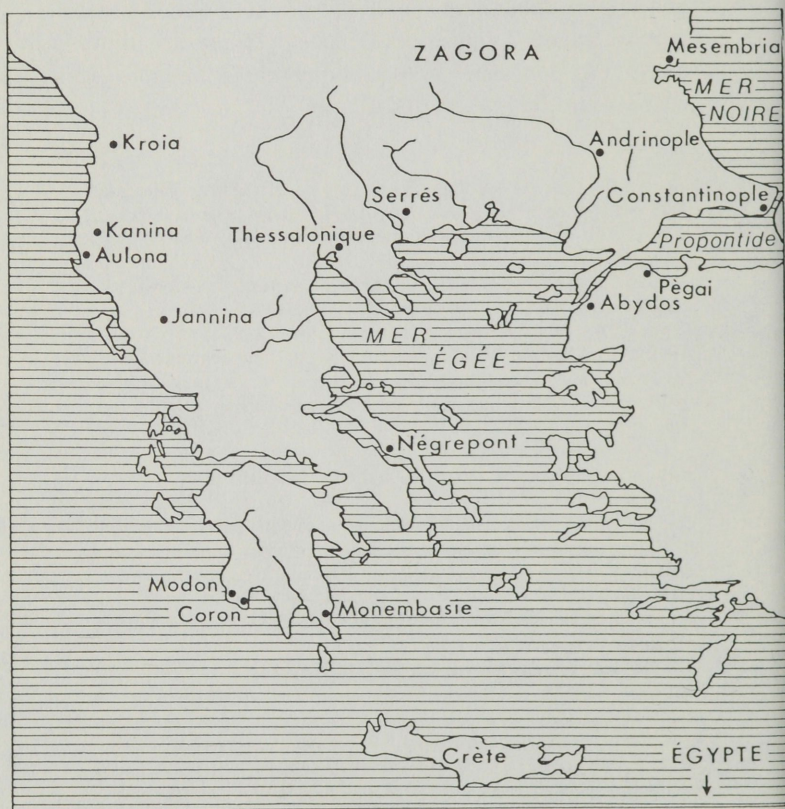 ZAGORA
Mesembria
MER
NOIRE
Kroia
Andrinople
Serrés
Constantinople
Kanina
Thessalonique
Aulona
Propontide
Pègai
Abydos
Jannina
MER
ÉGÉE
Négrepont
Modon
Coron
Monembasie
Crète
ÉGYPTE